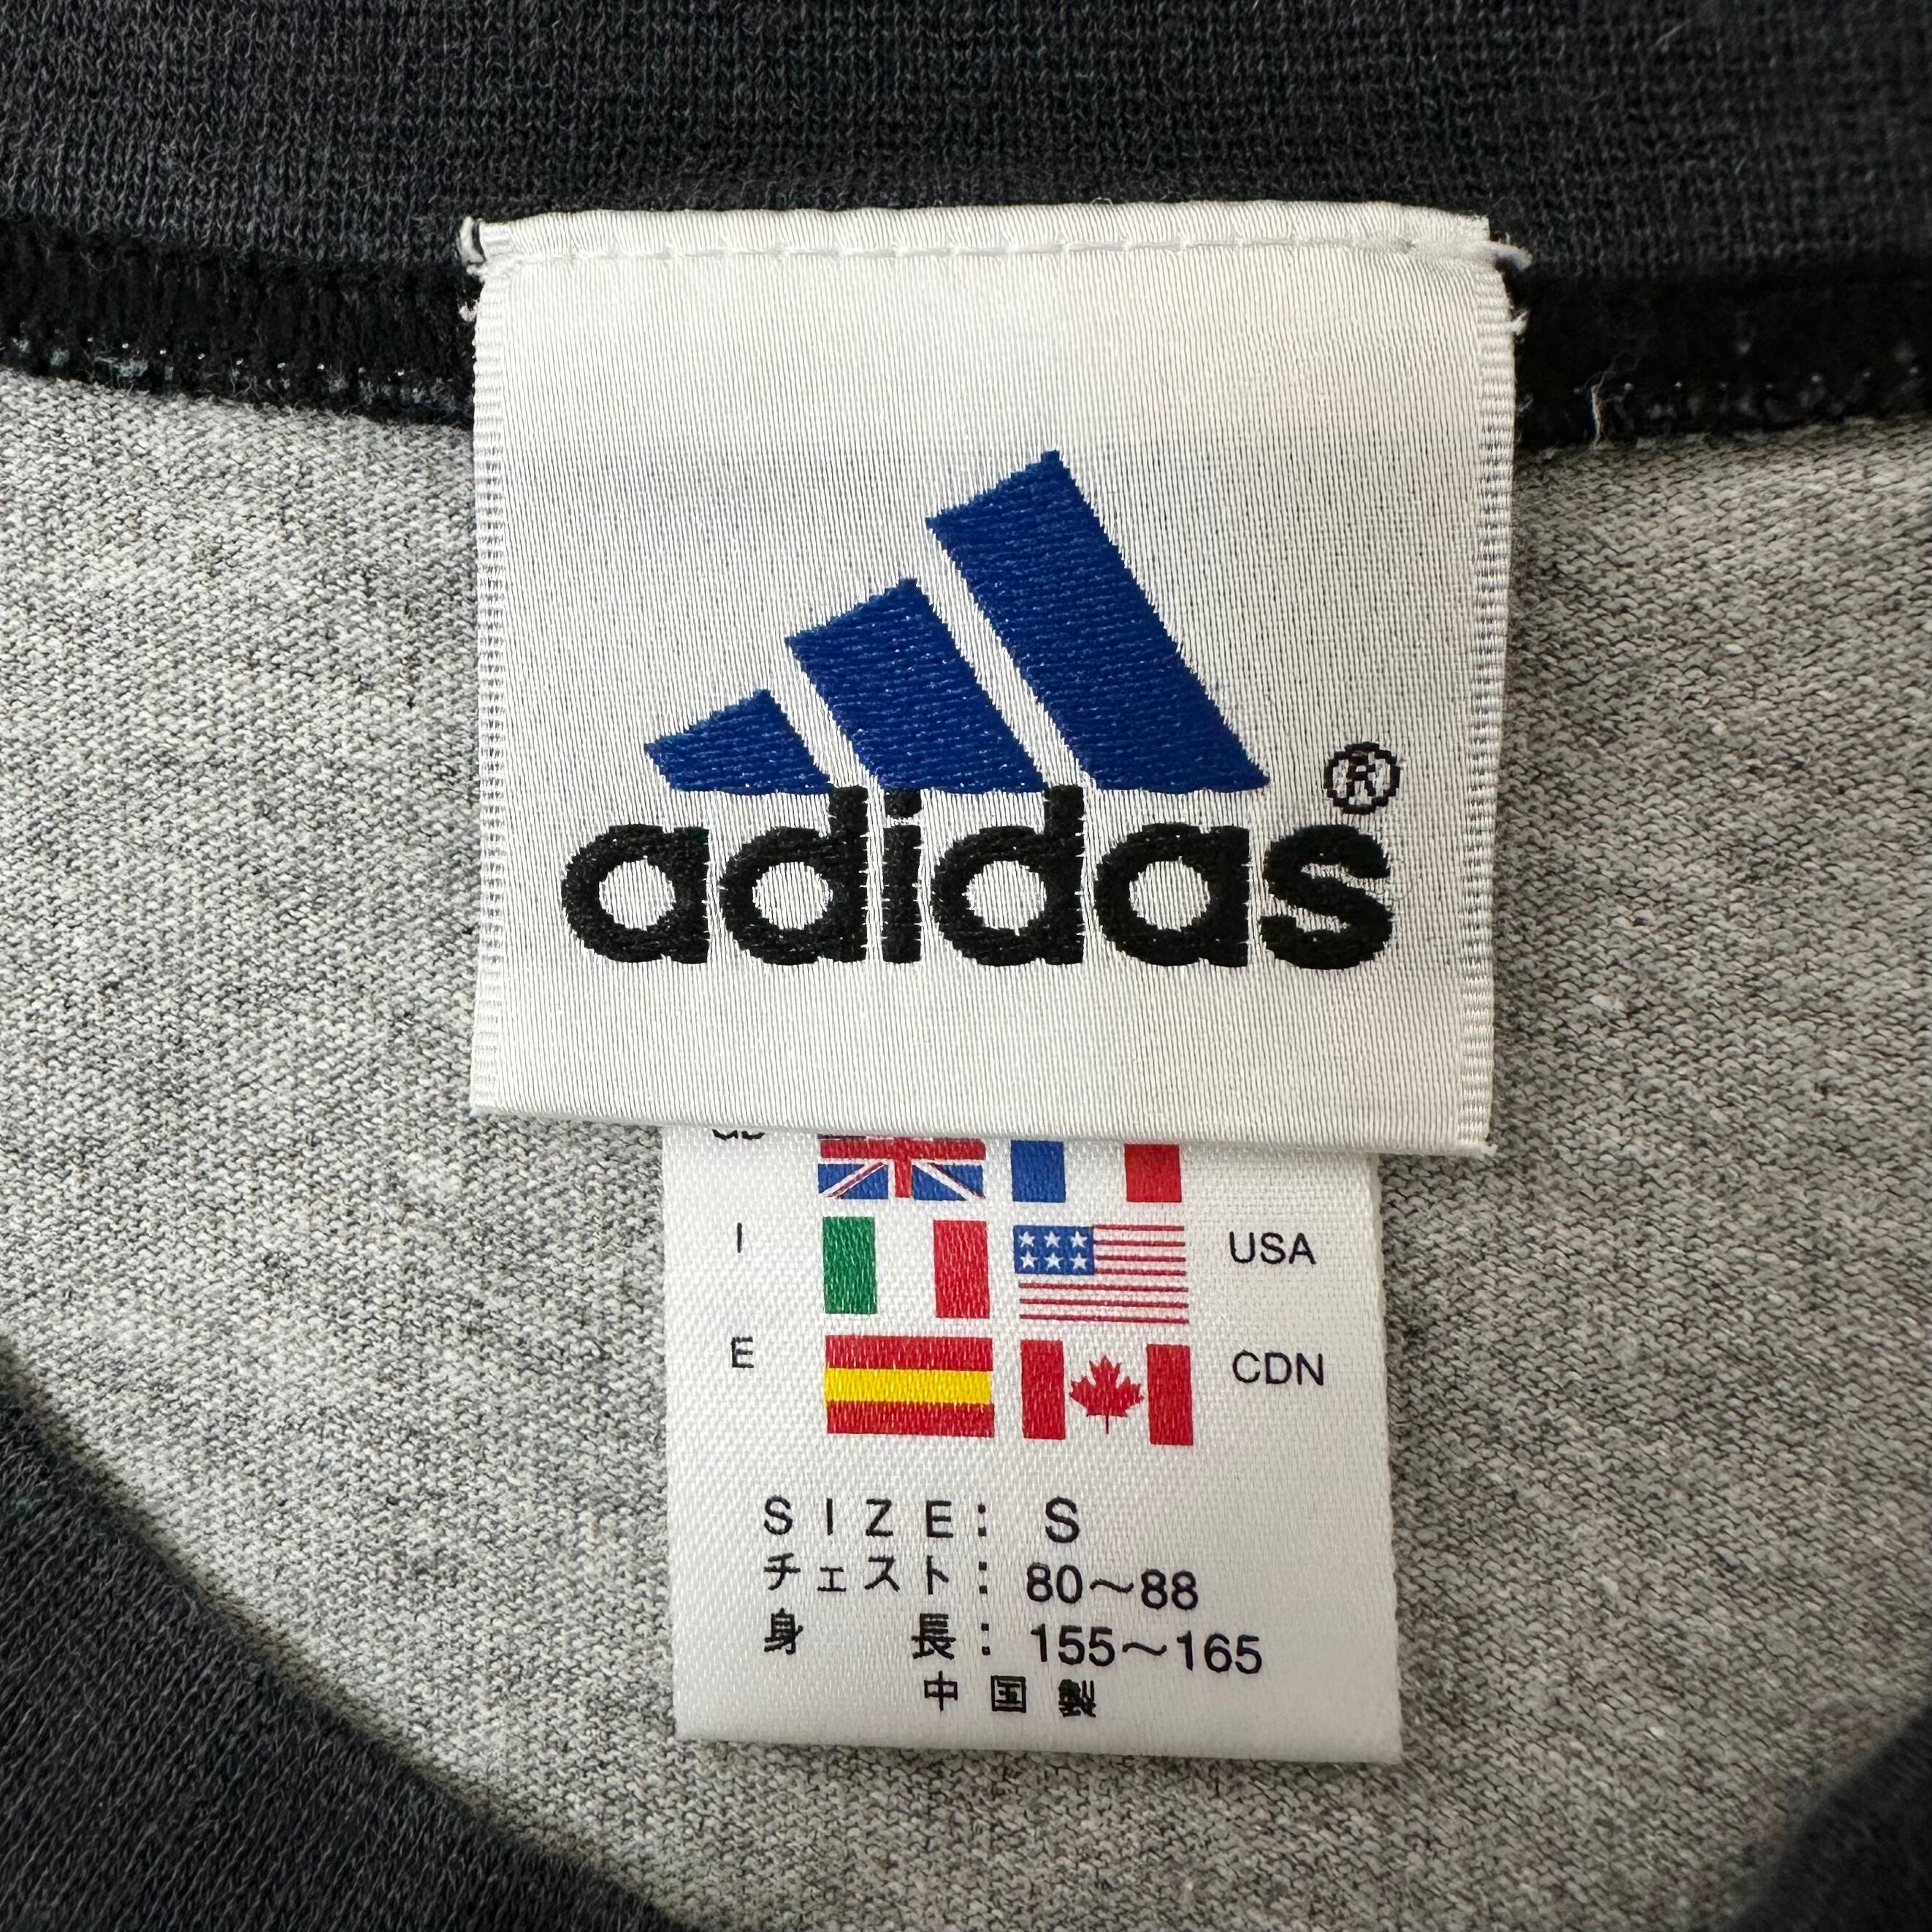 adidas®
I USA
E CDN
SIZE: S
チェスト: 80～88
身長: 155～165
中国製